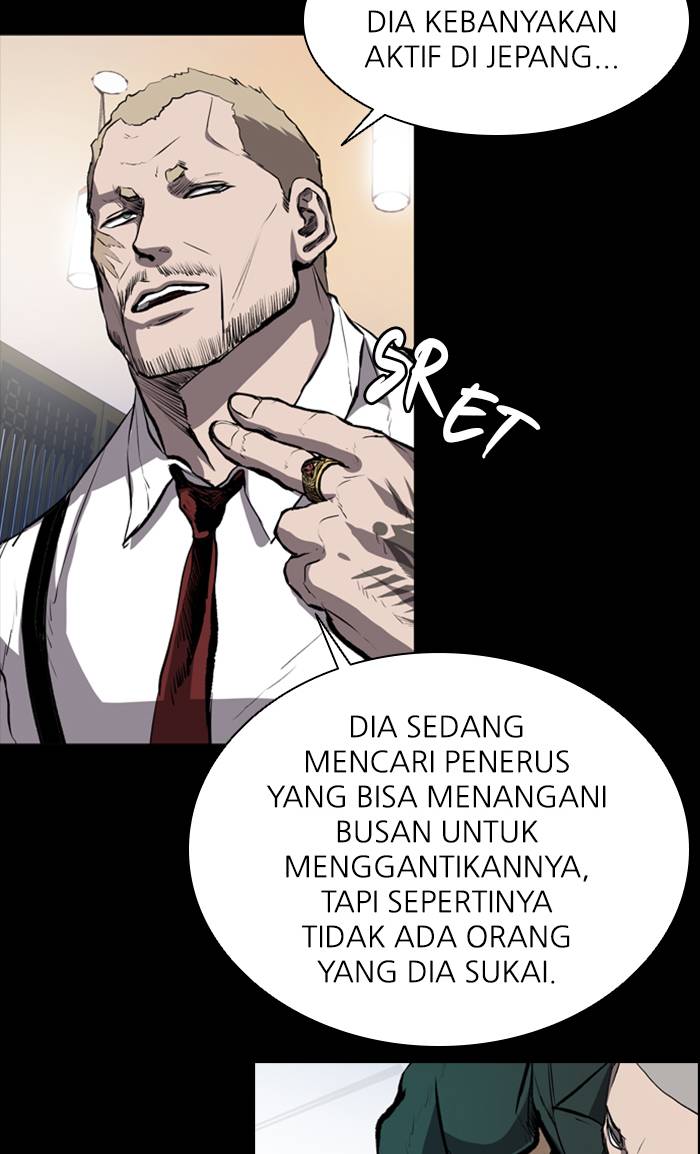 DIA KEBANYAKAN
AKTIF DI JEPANG...
SRET
DIA SEDANG
MENCARI PENERUS
YANG BISA MENANGANI
BUSAN UNTUK
MENGGANTIKANNYA,
TAPI SEPERTINYA
TIDAK ADA ORANG
YANG DIA SUKAI.